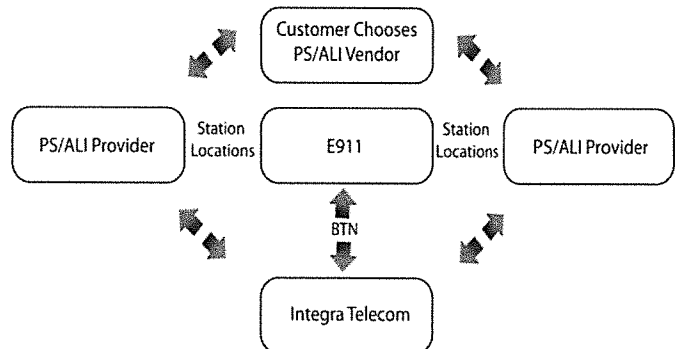 Customer Chooses
PS/ALI Vendor
PS/ALI Provider
Station
Locations
E911
Station
Locations
PS/ALI Provider
BTN
Integra Telecom